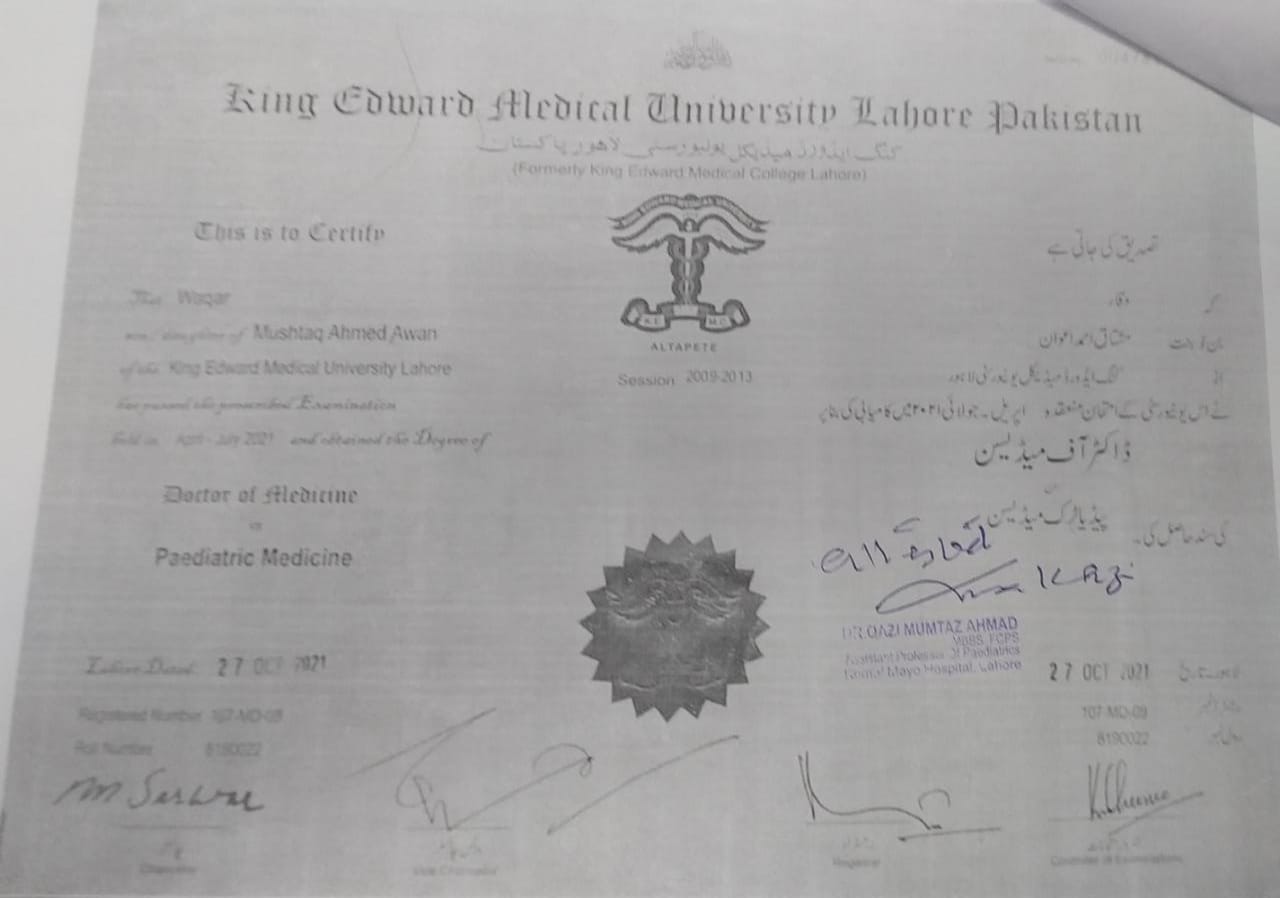 King Edward Medical University Lahore Pakistan
کنگ ایڈورڈ میڈیکل یونیورسٹی لاہور پاکستان
(Formerly King Edward Medical College Lahore)
This is to Certify
That Waqar
son/daughter of Mushtaq Ahmed Awan
of the King Edward Medical University Lahore
has passed the prescribed Examination
held in April - July 2021 and obtained the Degree of
Doctor of Medicine
in
Paediatric Medicine
K E M C
ALTAPETE
Session 2009-2013
تصدیق کی جاتی ہے
کہ وقار
مشتاق احمد اعوان
از کنگ ایڈورڈ میڈیکل یونیورسٹی لاہور
نے اس یونیورسٹی کے امتحان منعقدہ اپریل - جولائی ۲۰۲۱ میں کامیابی کی بنا پر
ڈاکٹر آف میڈیسن
پیڈیاٹرک میڈیسن
کی سند حاصل کی۔
attested
Kazi
DR.QAZI MUMTAZ AHMAD
MBBS, FCPS
Assistant Professor of Paediatrics
Mayo Hospital, Lahore
Lahore Dated 27 OCT 2021
Registered Number 107-MD-09
Roll Number 8190022
27 OCT 2021
107-MD-09
8190022
M Sarwar
Chancellor
Vice Chancellor
Registrar
Controller of Examinations